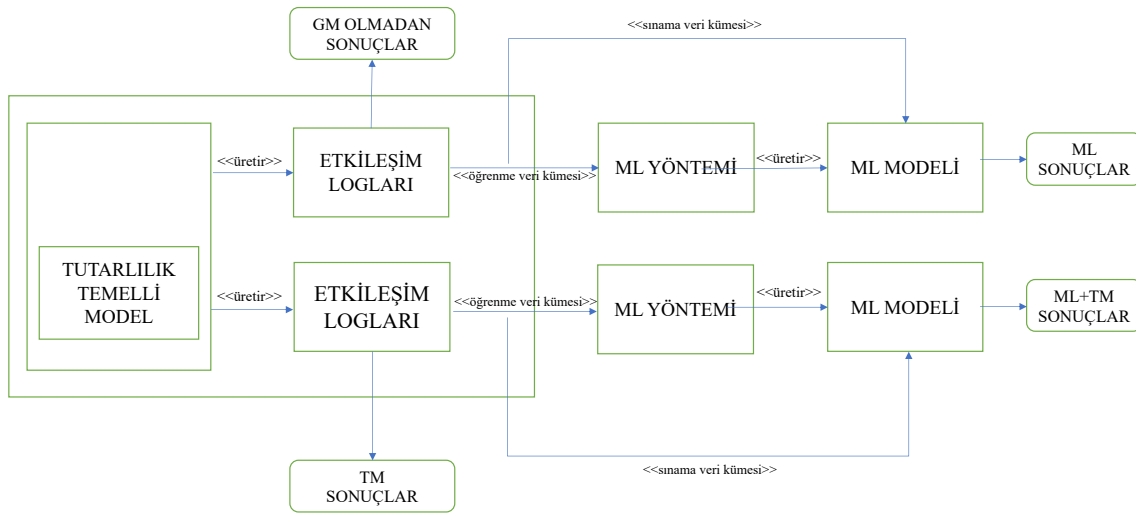 GM OLMADAN
SONUÇLAR
<<sınama veri kümesi>>
<<üretir>>
ETKİLEŞİM
LOGLARI
<<öğrenme veri kümesi>>
ML YÖNTEMİ
<<üretir>>
ML MODELİ
ML
SONUÇLAR
TUTARLILIK
TEMELLİ
MODEL
<<üretir>>
ETKİLEŞİM
LOGLARI
<<öğrenme veri kümesi>>
ML YÖNTEMİ
<<üretir>>
ML MODELİ
ML+TM
SONUÇLAR
<<sınama veri kümesi>>
TM
SONUÇLAR